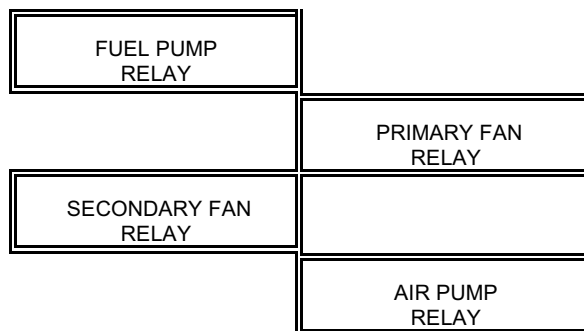 FUEL PUMP
RELAY
PRIMARY FAN
RELAY
SECONDARY FAN
RELAY
AIR PUMP
RELAY